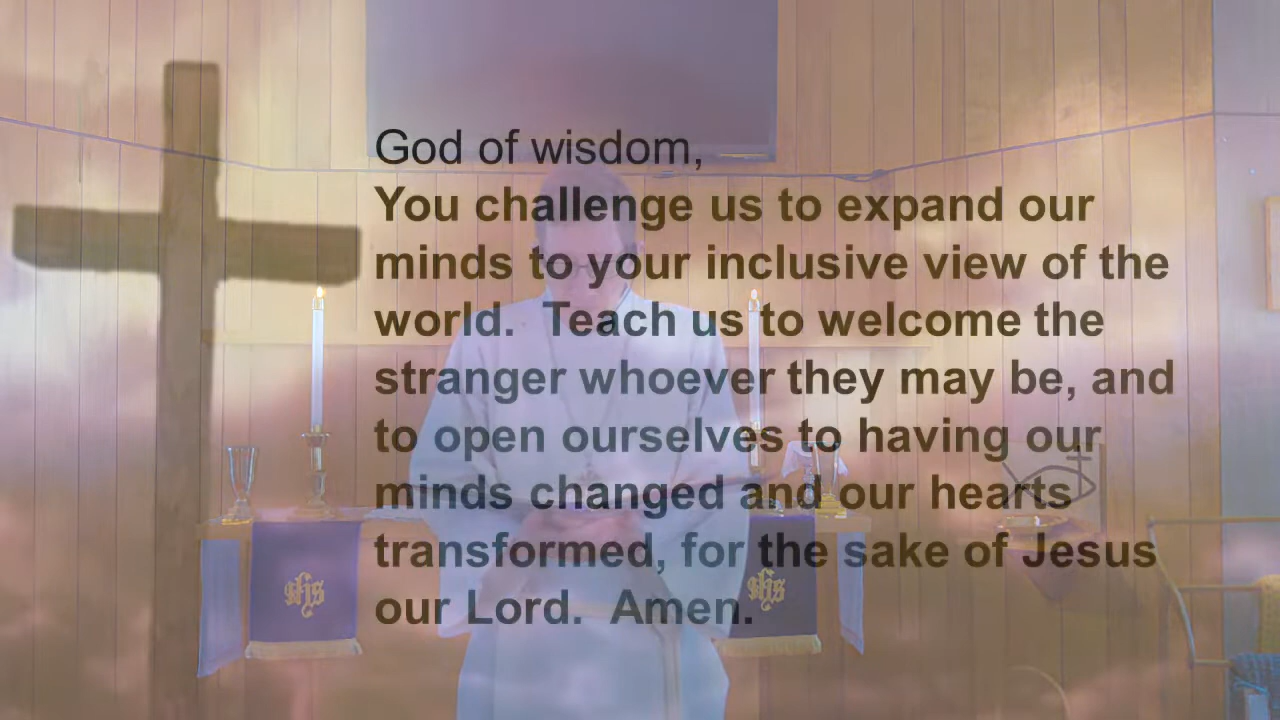 God of wisdom,
You challenge us to expand our
minds to your inclusive view of the
world.  Teach us to welcome the
stranger whoever they may be, and
to open ourselves to having our
minds changed and our hearts
transformed, for the sake of Jesus
our Lord.  Amen.
IHS
IHS